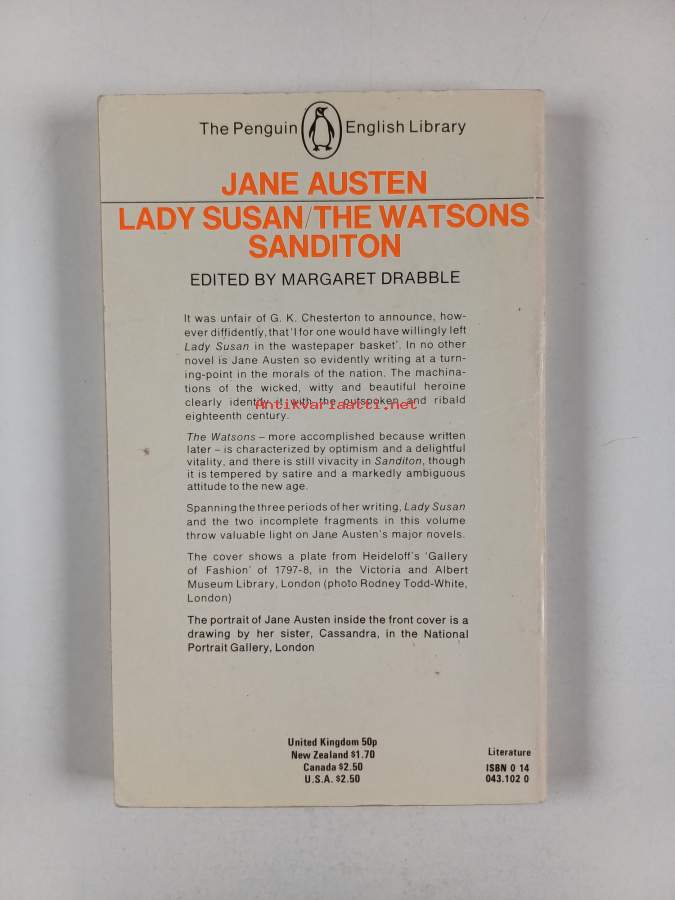 The Penguin English Library
JANE AUSTEN
LADY SUSAN/THE WATSONS
SANDITON
EDITED BY MARGARET DRABBLE
It was unfair of G. K. Chesterton to announce, how-
ever diffidently, that 'I for one would have willingly left
Lady Susan in the wastepaper basket'. In no other
novel is Jane Austen so evidently writing at a turn-
ing-point in the morals of the nation. The machina-
tions of the wicked, witty and beautiful heroine
clearly identify it with the outspoken and ribald
Antikvariaatti.net
eighteenth century.
The Watsons – more accomplished because written
later – is characterized by optimism and a delightful
vitality, and there is still vivacity in Sanditon, though
it is tempered by satire and a markedly ambiguous
attitude to the new age.
Spanning the three periods of her writing, Lady Susan
and the two incomplete fragments in this volume
throw valuable light on Jane Austen's major novels.
The cover shows a plate from Heideloff's 'Gallery
of Fashion' of 1797-8, in the Victoria and Albert
Museum Library, London (photo Rodney Todd-White,
London)
The portrait of Jane Austen inside the front cover is a
drawing by her sister, Cassandra, in the National
Portrait Gallery, London
United Kingdom 50p
New Zealand $1.70
Canada $2.50
U.S.A. $2.50
Literature
ISBN 0 14
043.102 0